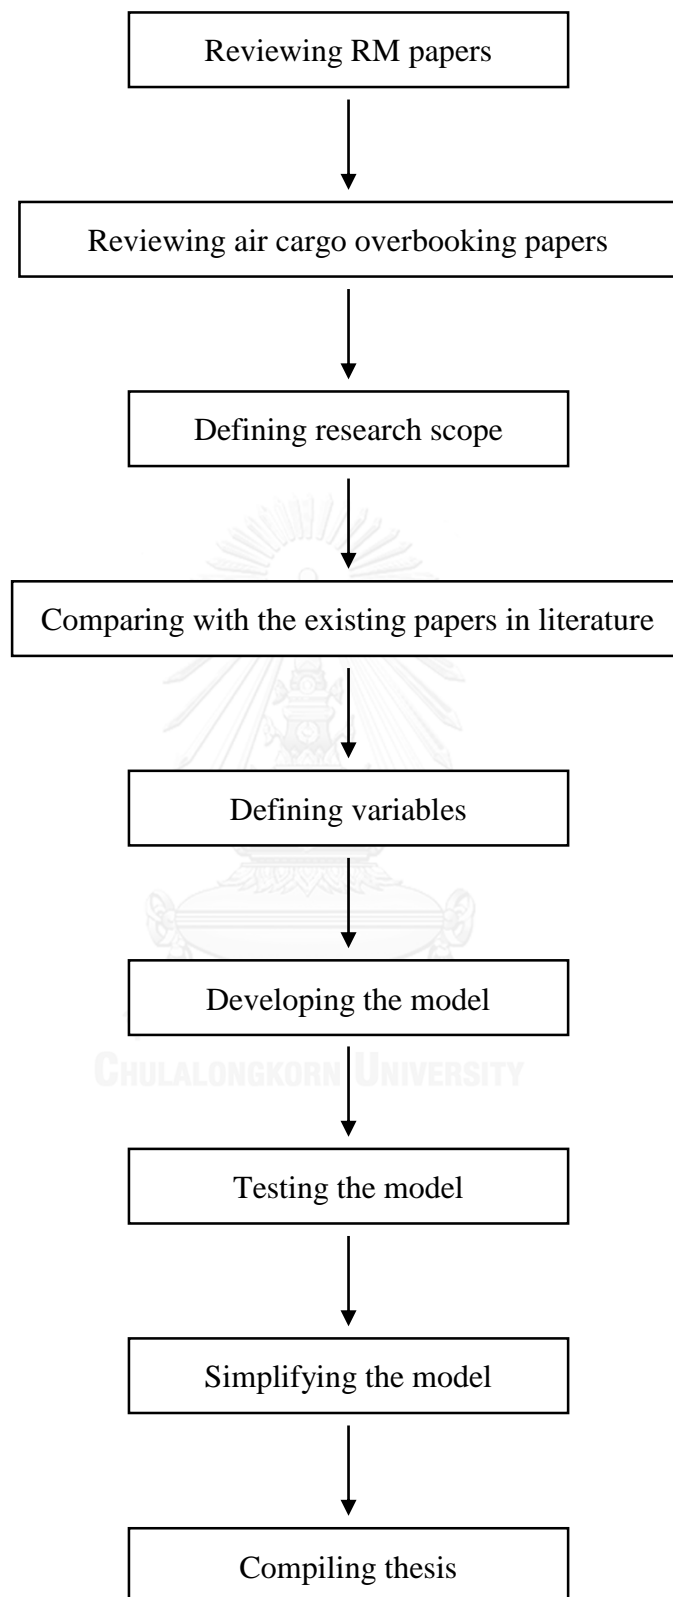 Reviewing RM papers
Reviewing air cargo overbooking papers
Defining research scope
Comparing with the existing papers in literature
Defining variables
Developing the model
CHULALONGKORN UNIVERSITY
Testing the model
Simplifying the model
Compiling thesis